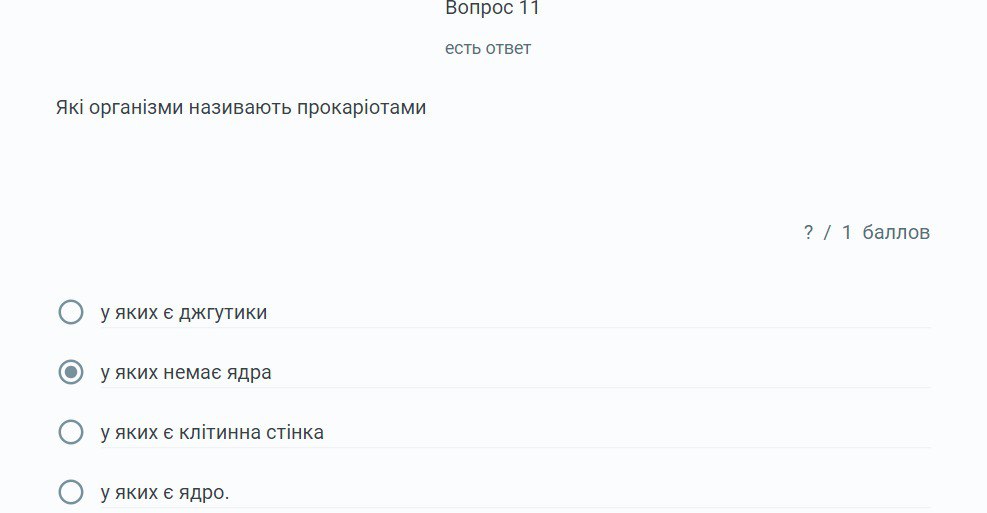 Вопрос 11
есть ответ
Які організми називають прокаріотами
? / 1 баллов
у яких є джгутики
у яких немає ядра
у яких є клітинна стінка
у яких є ядро.